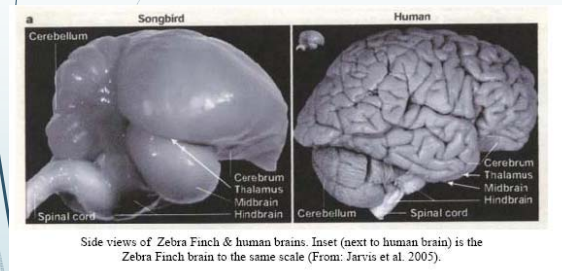 a
Songbird
Human
Cerebellum
Cerebrum
Thalamus
Midbrain
Hindbrain
Spinal cord
Cerebrum
Thalamus
Midbrain
Hindbrain
Cerebellum
Spinal cord
Side views of Zebra Finch & human brains. Inset (next to human brain) is the
Zebra Finch brain to the same scale (From: Jarvis et al. 2005).